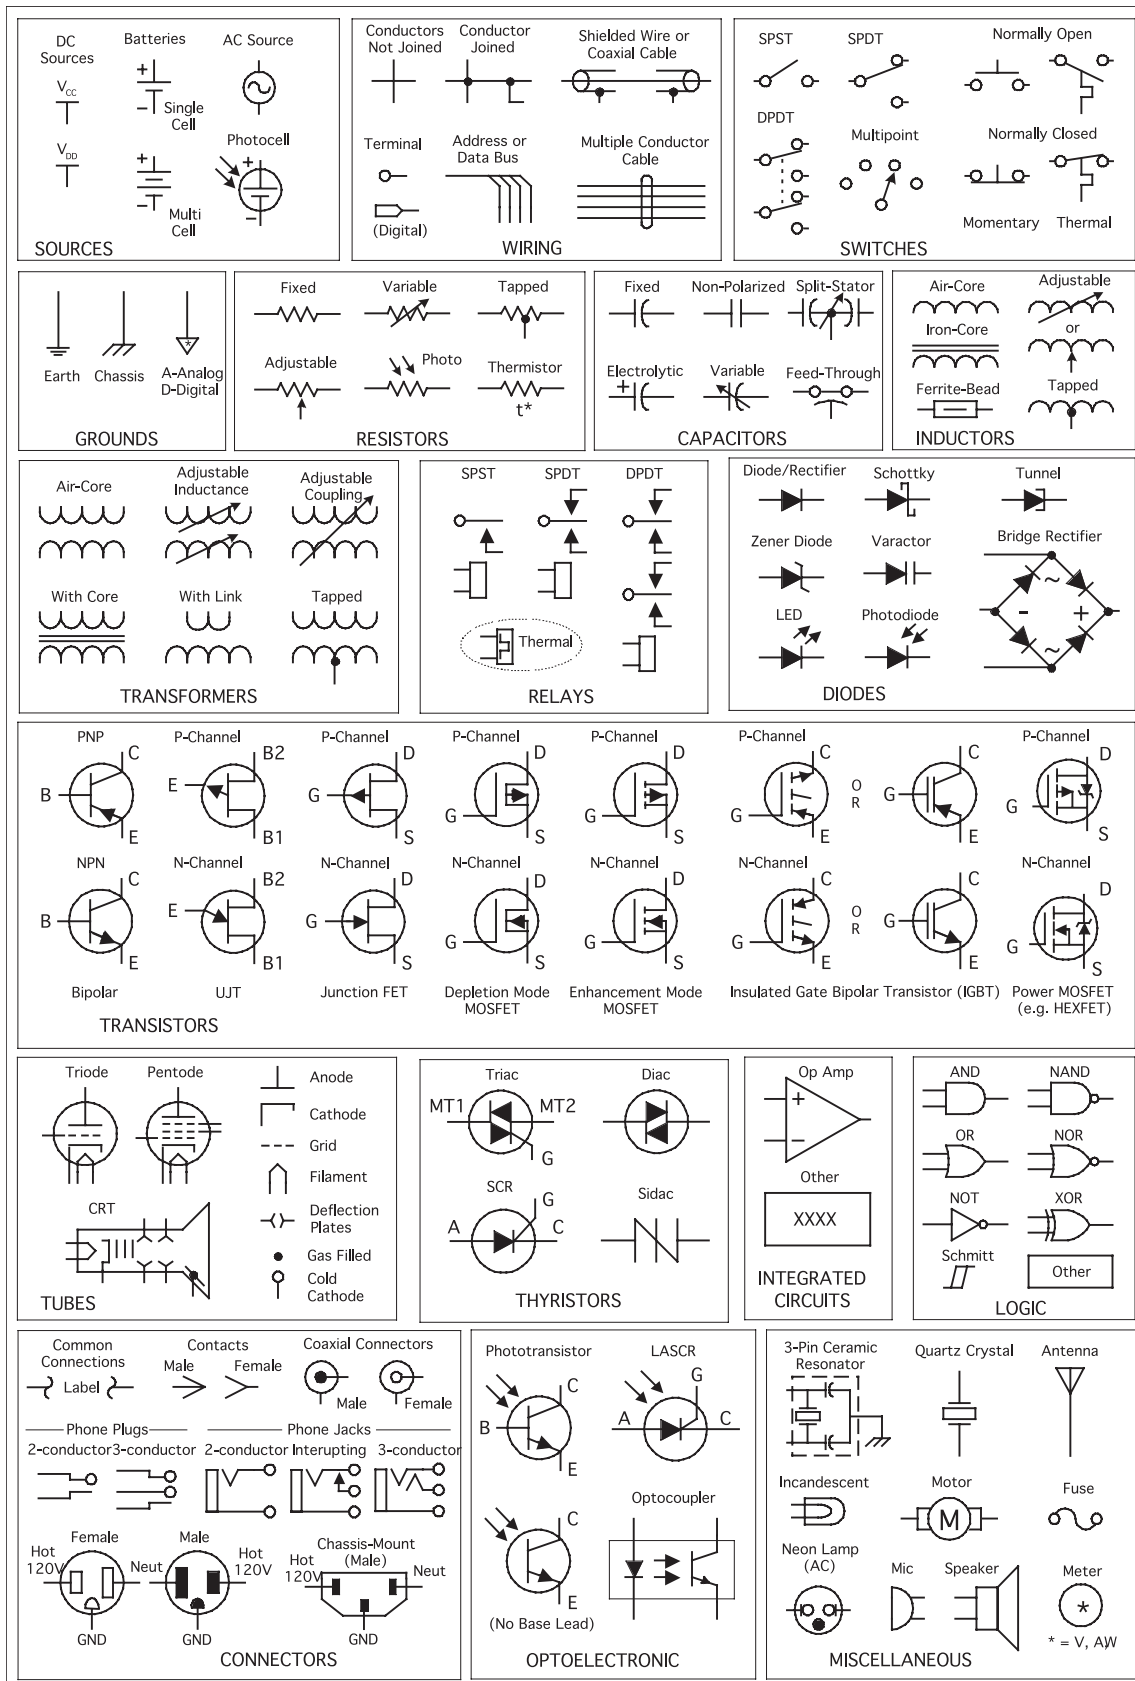 DC Sources
Batteries
AC Source
V_CC
+
−
Single Cell
Photocell
V_DD
+
−
Multi Cell
+
−
SOURCES
Conductors Not Joined
Conductor Joined
Shielded Wire or Coaxial Cable
Terminal
(Digital)
Address or Data Bus
Multiple Conductor Cable
WIRING
SPST
SPDT
Normally Open
DPDT
Multipoint
Normally Closed
Momentary
Thermal
SWITCHES
Earth
Chassis
*
A-Analog
D-Digital
GROUNDS
Fixed
Variable
Tapped
Adjustable
Photo
Thermistor
t*
RESISTORS
Fixed
Non-Polarized
Split-Stator
Electrolytic
+
Variable
Feed-Through
CAPACITORS
Air-Core
Adjustable
Iron-Core
or
Ferrite-Bead
Tapped
INDUCTORS
Air-Core
Adjustable Inductance
Adjustable Coupling
With Core
With Link
Tapped
TRANSFORMERS
SPST
SPDT
DPDT
Thermal
RELAYS
Diode/Rectifier
Schottky
Tunnel
Zener Diode
Varactor
Bridge Rectifier
~
-
+
~
LED
Photodiode
DIODES
PNP
C
B
E
P-Channel
B2
E
B1
P-Channel
D
G
S
P-Channel
D
G
S
P-Channel
D
G
S
P-Channel
C
G
E
O
R
C
G
E
P-Channel
D
G
S
NPN
C
B
E
N-Channel
B2
E
B1
N-Channel
D
G
S
N-Channel
D
G
S
N-Channel
D
G
S
N-Channel
C
G
E
O
R
C
G
E
N-Channel
D
G
S
Bipolar
UJT
Junction FET
Depletion Mode MOSFET
Enhancement Mode MOSFET
Insulated Gate Bipolar Transistor (IGBT)
Power MOSFET (e.g. HEXFET)
TRANSISTORS
Triode
Pentode
Anode
Cathode
Grid
Filament
CRT
Deflection Plates
Gas Filled
Cold Cathode
TUBES
Triac
MT1
MT2
G
Diac
SCR
G
A
C
Sidac
THYRISTORS
Op Amp
+
−
Other
XXXX
INTEGRATED CIRCUITS
AND
NAND
OR
NOR
NOT
XOR
Schmitt
Other
LOGIC
Common Connections
Label
Contacts
Male
Female
Coaxial Connectors
Male
Female
Phone Plugs
2-conductor
3-conductor
Phone Jacks
2-conductor
Interupting
3-conductor
Female
Hot 120V
Neut
GND
Male
Hot 120V
GND
Chassis-Mount (Male)
Hot 120V
Neut
GND
CONNECTORS
Phototransistor
C
B
E
LASCR
G
A
C
C
E
(No Base Lead)
Optocoupler
OPTOELECTRONIC
3-Pin Ceramic Resonator
Quartz Crystal
Antenna
Incandescent
Motor
M
Fuse
Neon Lamp (AC)
Mic
Speaker
Meter
*
* = V, A,W
MISCELLANEOUS